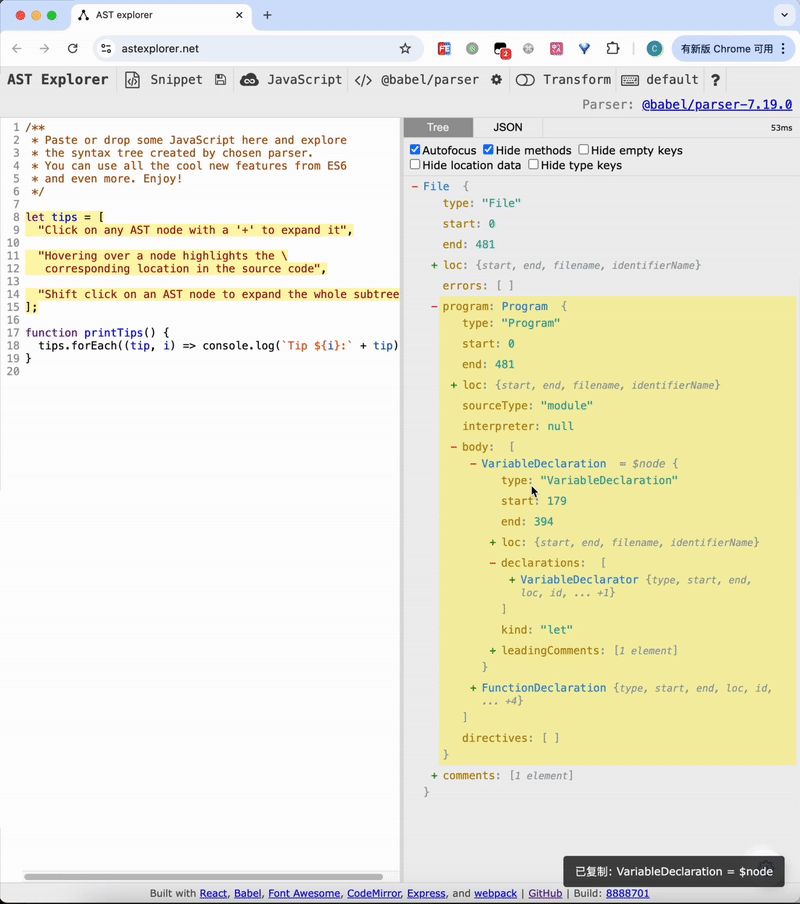 AST explorer
astexplorer.net
2
C
有新版 Chrome 可用
AST Explorer
Snippet
JavaScript
</> @babel/parser
Transform
default
?
Parser: @babel/parser-7.19.0
1 /**
2  * Paste or drop some JavaScript here and explore
3  * the syntax tree created by chosen parser.
4  * You can use all the cool new features from ES6
5  * and even more. Enjoy!
6  */
7
8 let tips = [
9   "Click on any AST node with a '+' to expand it",
10
11   "Hovering over a node highlights the \
12    corresponding location in the source code",
13
14   "Shift click on an AST node to expand the whole subtree
15 ];
16
17 function printTips() {
18   tips.forEach((tip, i) => console.log(`Tip ${i}:` + tip)
19 }
20
Tree
JSON
53ms
Autofocus Hide methods Hide empty keys
Hide location data Hide type keys
− File {
type: "File"
start: 0
end: 481
+ loc: {start, end, filename, identifierName}
errors: [ ]
− program: Program {
type: "Program"
start: 0
end: 481
+ loc: {start, end, filename, identifierName}
sourceType: "module"
interpreter: null
− body: [
− VariableDeclaration = $node {
type: "VariableDeclaration"
start: 179
end: 394
+ loc: {start, end, filename, identifierName}
− declarations: [
+ VariableDeclarator {type, start, end,
loc, id, ... +1}
]
kind: "let"
+ leadingComments: [1 element]
}
+ FunctionDeclaration {type, start, end, loc, id,
... +4}
]
directives: [ ]
}
+ comments: [1 element]
}
已复制: VariableDeclaration = $node
Built with React, Babel, Font Awesome, CodeMirror, Express, and webpack | GitHub | Build: 8888701